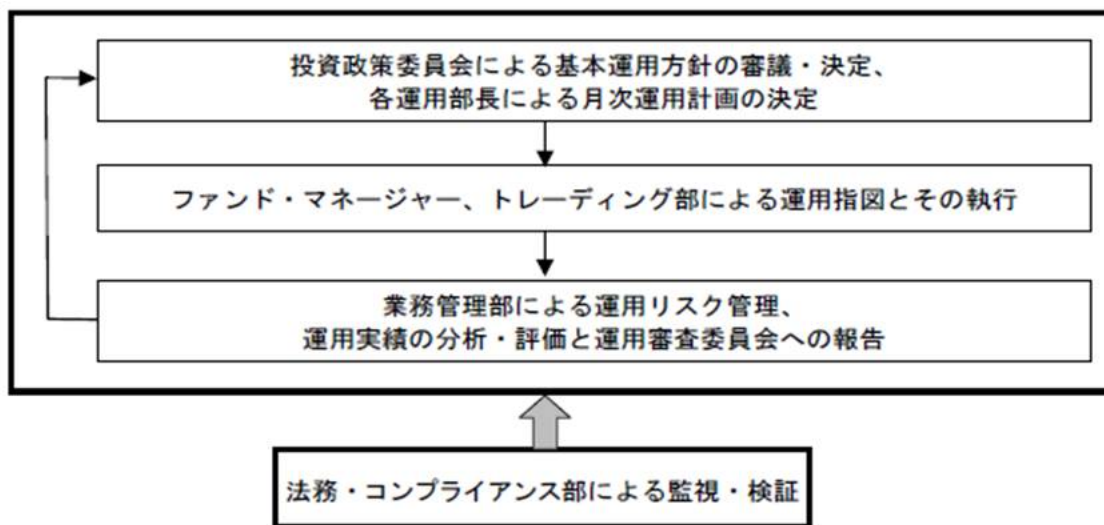 投資政策委員会による基本運用方針の審議・決定、
各運用部長による月次運用計画の決定
ファンド・マネージャー、トレーディング部による運用指図とその執行
業務管理部による運用リスク管理、
運用実績の分析・評価と運用審査委員会への報告
法務・コンプライアンス部による監視・検証